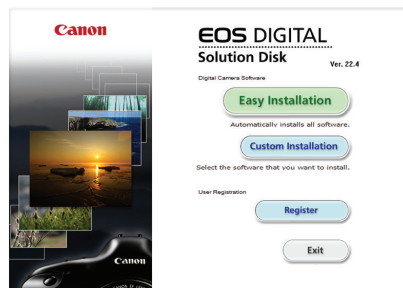 Canon
EOS DIGITAL
Solution Disk
Ver. 22.4
Digital Camera Software
Easy Installation
Automatically installs all software.
Custom Installation
Select the software that you want to install.
User Registration
Register
Exit
Canon